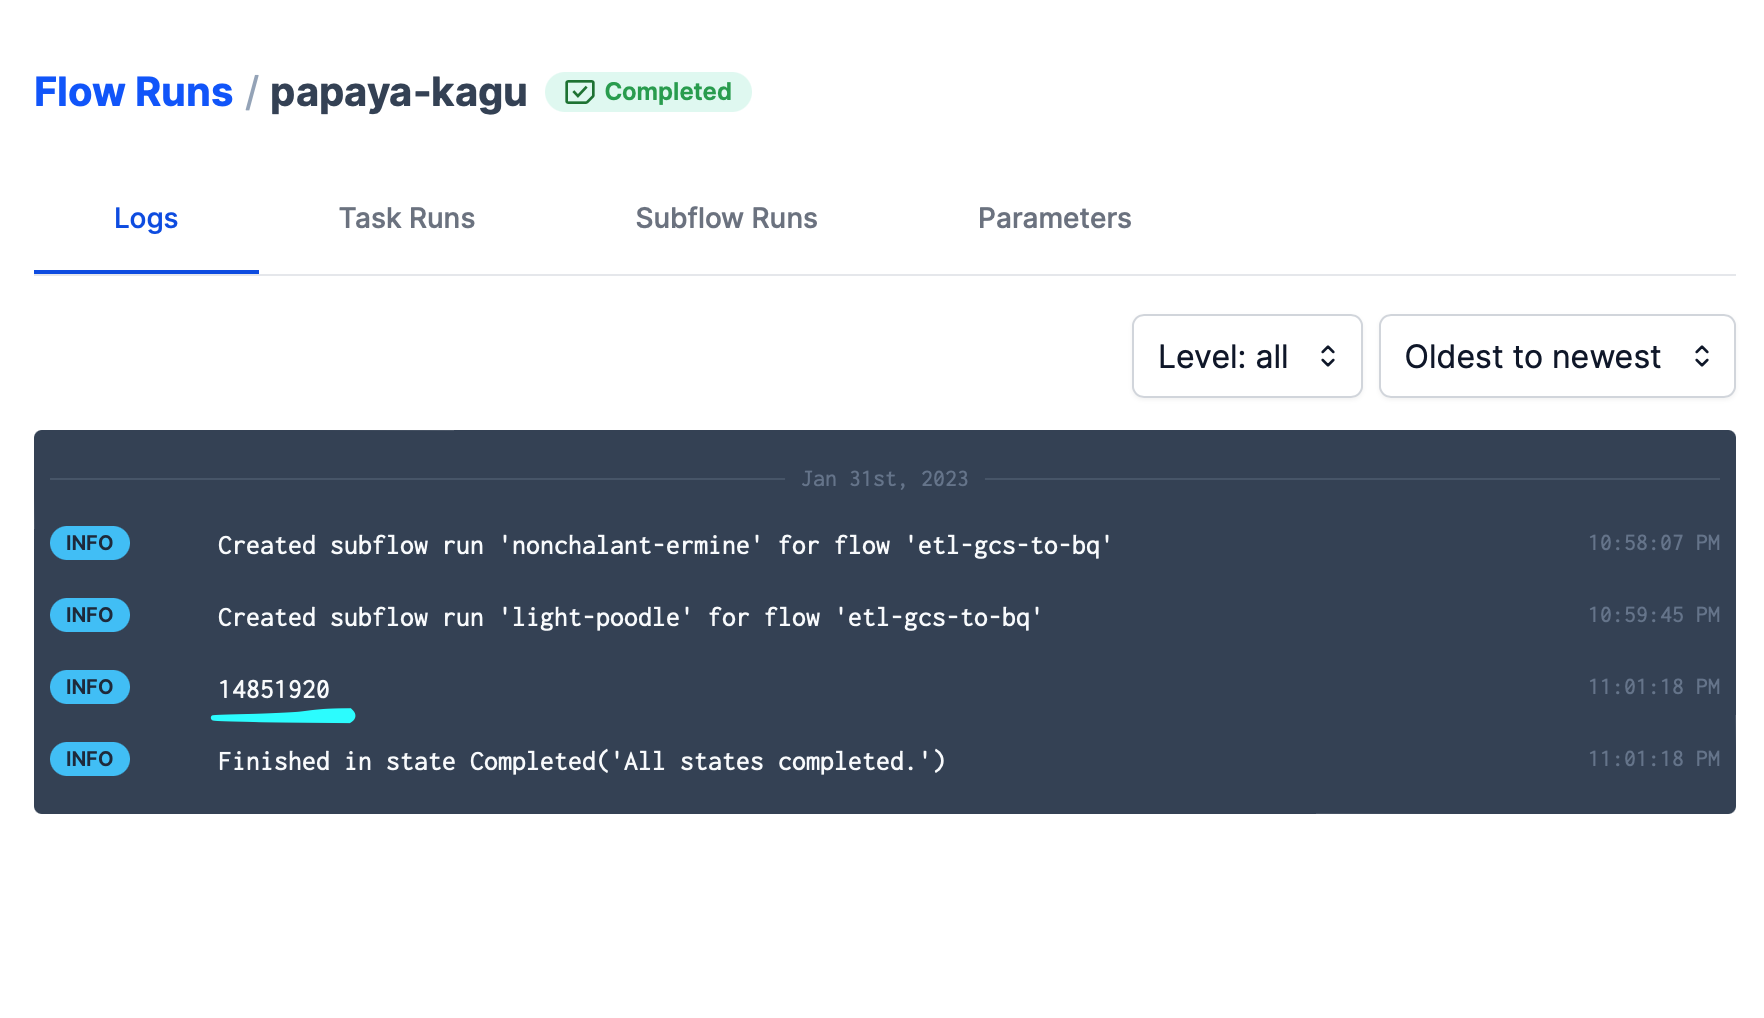 Flow Runs / papaya-kagu Completed
Logs Task Runs Subflow Runs Parameters
Level: all Oldest to newest
Jan 31st, 2023
INFO Created subflow run 'nonchalant-ermine' for flow 'etl-gcs-to-bq' 10:58:07 PM
INFO Created subflow run 'light-poodle' for flow 'etl-gcs-to-bq' 10:59:45 PM
INFO 14851920 11:01:18 PM
INFO Finished in state Completed('All states completed.') 11:01:18 PM